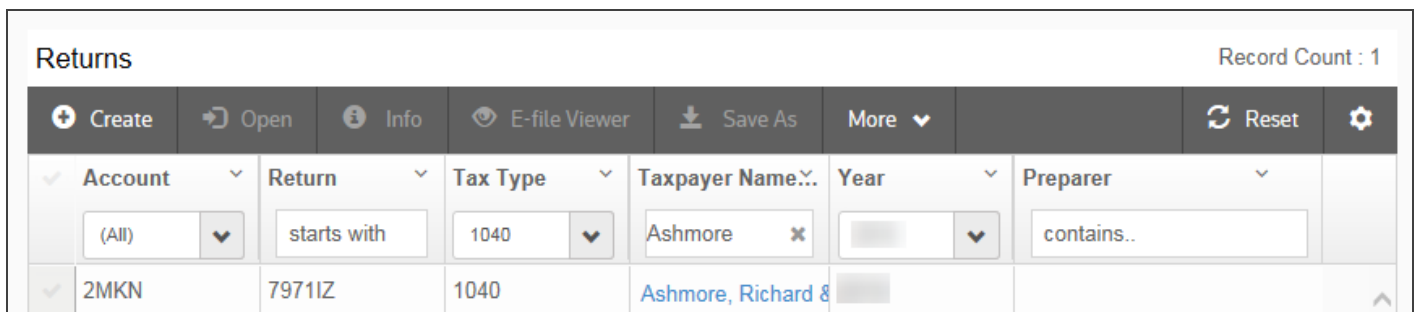 Returns Record Count : 1
Create Open Info E-file Viewer Save As More Reset
Account Return Tax Type Taxpayer Name... Year Preparer
(All) starts with 1040 Ashmore contains..
2MKN 7971IZ 1040 Ashmore, Richard &